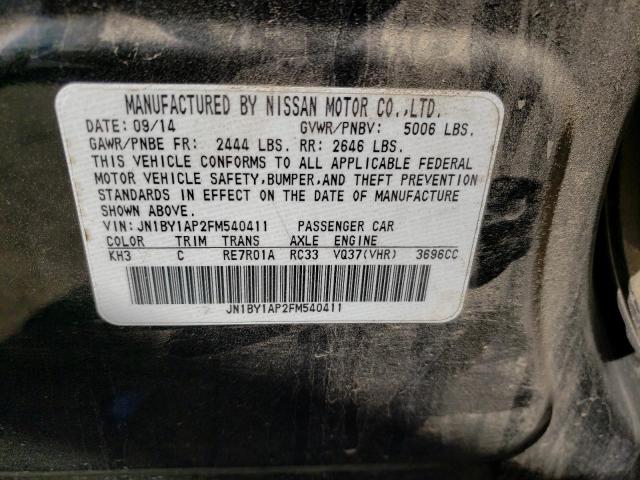 MANUFACTURED BY NISSAN MOTOR CO.,LTD.
DATE: 09/14 GVWR/PNBV: 5006 LBS.
GAWR/PNBE FR: 2444 LBS. RR: 2646 LBS.
THIS VEHICLE CONFORMS TO ALL APPLICABLE FEDERAL
MOTOR VEHICLE SAFETY,BUMPER,AND THEFT PREVENTION
STANDARDS IN EFFECT ON THE DATE OF MANUFACTURE
SHOWN ABOVE.
VIN: JN1BY1AP2FM540411 PASSENGER CAR
COLOR TRIM TRANS AXLE ENGINE
KH3 C RE7R01A RC33 VQ37(VHR) 3696CC
JN1BY1AP2FM540411